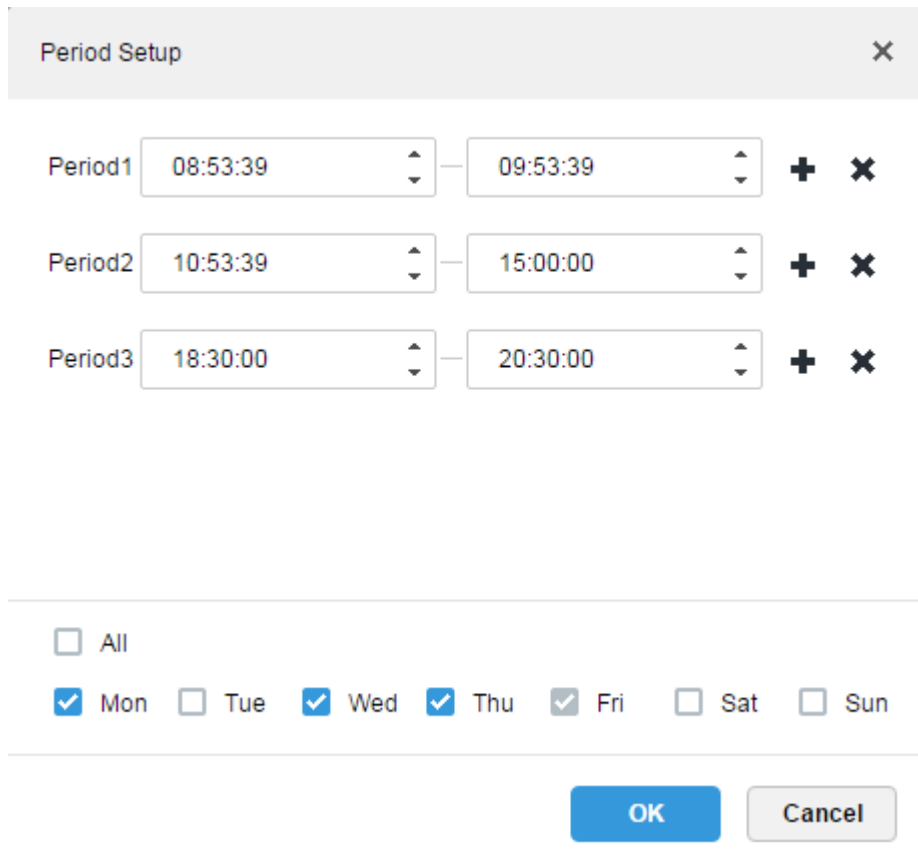 Period Setup
Period1 08:53:39 09:53:39
Period2 10:53:39 15:00:00
Period3 18:30:00 20:30:00
All
Mon Tue Wed Thu Fri Sat Sun
OK Cancel